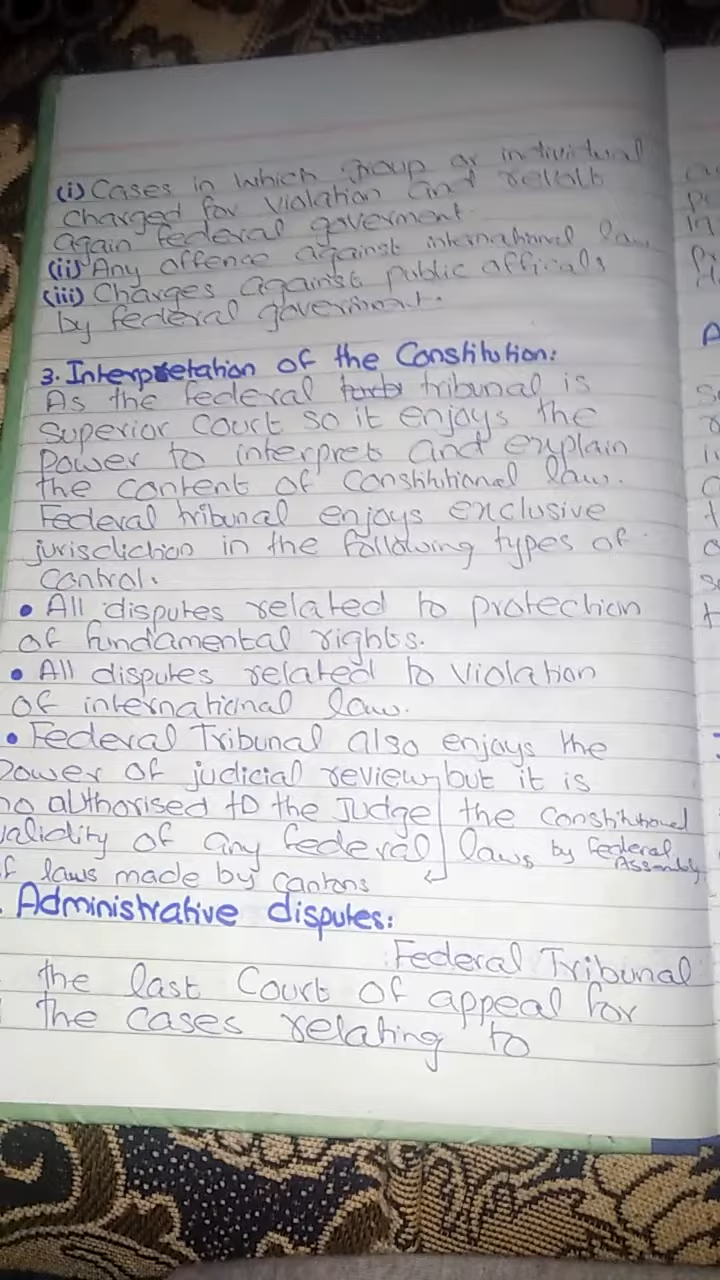 (i) Cases in which group or individual
charged for violation and revolt
again federal goverment
(ii) Any offence against international law
(iii) Charges against public officials
by federal goverment.
3. Interpretation of the Constitution:
As the federal tribunal is
Superior Court so it enjoys the
power to interpret and explain
the content of Constitutional law.
Federal tribunal enjoys exclusive
jurisdiction in the following types of
Cantral.
• All disputes related to protection
of fundamental rights.
• All disputes related to violation
of international law.
• Federal Tribunal also enjoys the
Power of judicial review, but it is
no authorised to the Judge the Constitutional
validity of any federal laws by Federal Assembly.
of laws made by Cantons
. Administrative disputes:
Federal Tribunal
the last Court of appeal for
the cases relating to